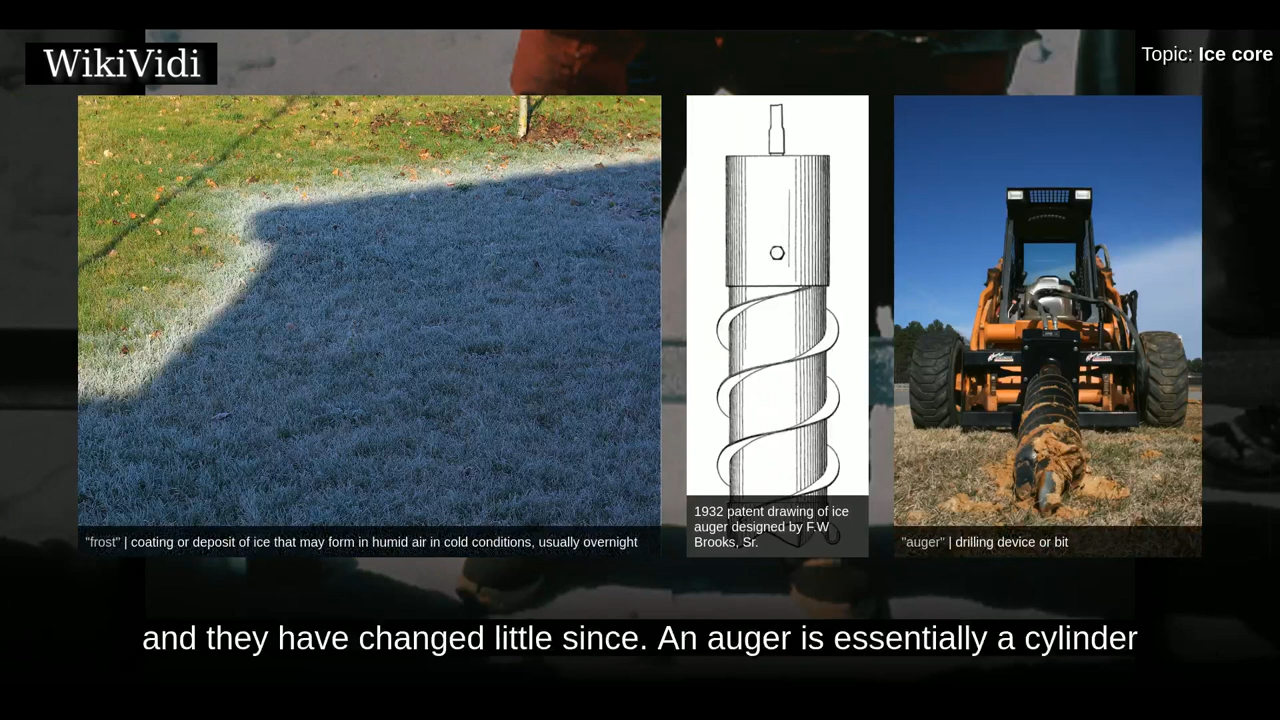 WikiVidi
Topic: Ice core
"frost" | coating or deposit of ice that may form in humid air in cold conditions, usually overnight
1932 patent drawing of ice
auger designed by F.W
Brooks, Sr.
"auger" | drilling device or bit
and they have changed little since. An auger is essentially a cylinder